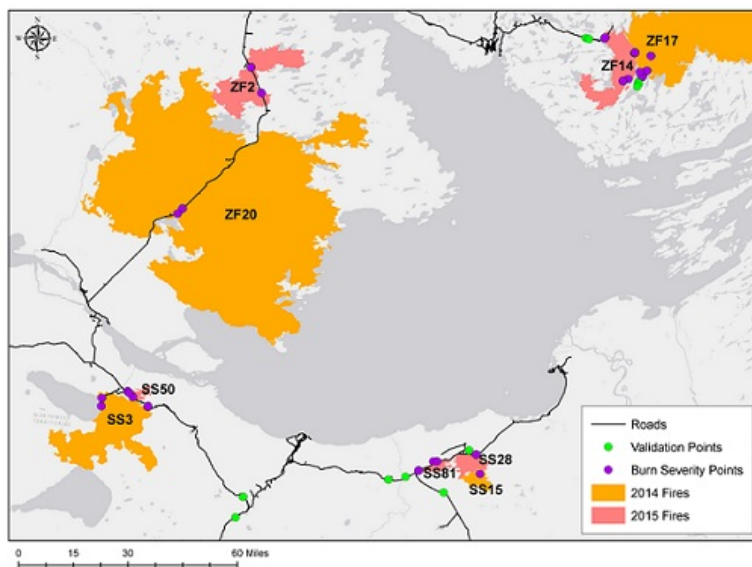 N
W E
S
ZF17
ZF14
ZF2
ZF20
SS50
SS3
SS28
SS81
SS15
Roads
Validation Points
Burn Severity Points
2014 Fires
2015 Fires
0 15 30 60 Miles